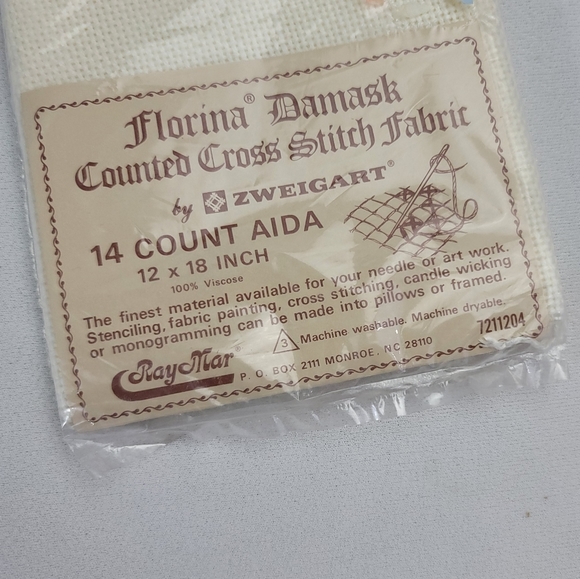 Florina® Damask
Counted Cross Stitch Fabric
by ZWEIGART®
14 COUNT AIDA
12 x 18 INCH
100% Viscose
The finest material available for your needle or art work.
Stenciling, fabric painting, cross stitching, candle wicking
or monogramming can be made into pillows or framed.
RayMar® 3 Machine washable. Machine dryable.
P. O. BOX 2111 MONROE, NC 28110 7211204